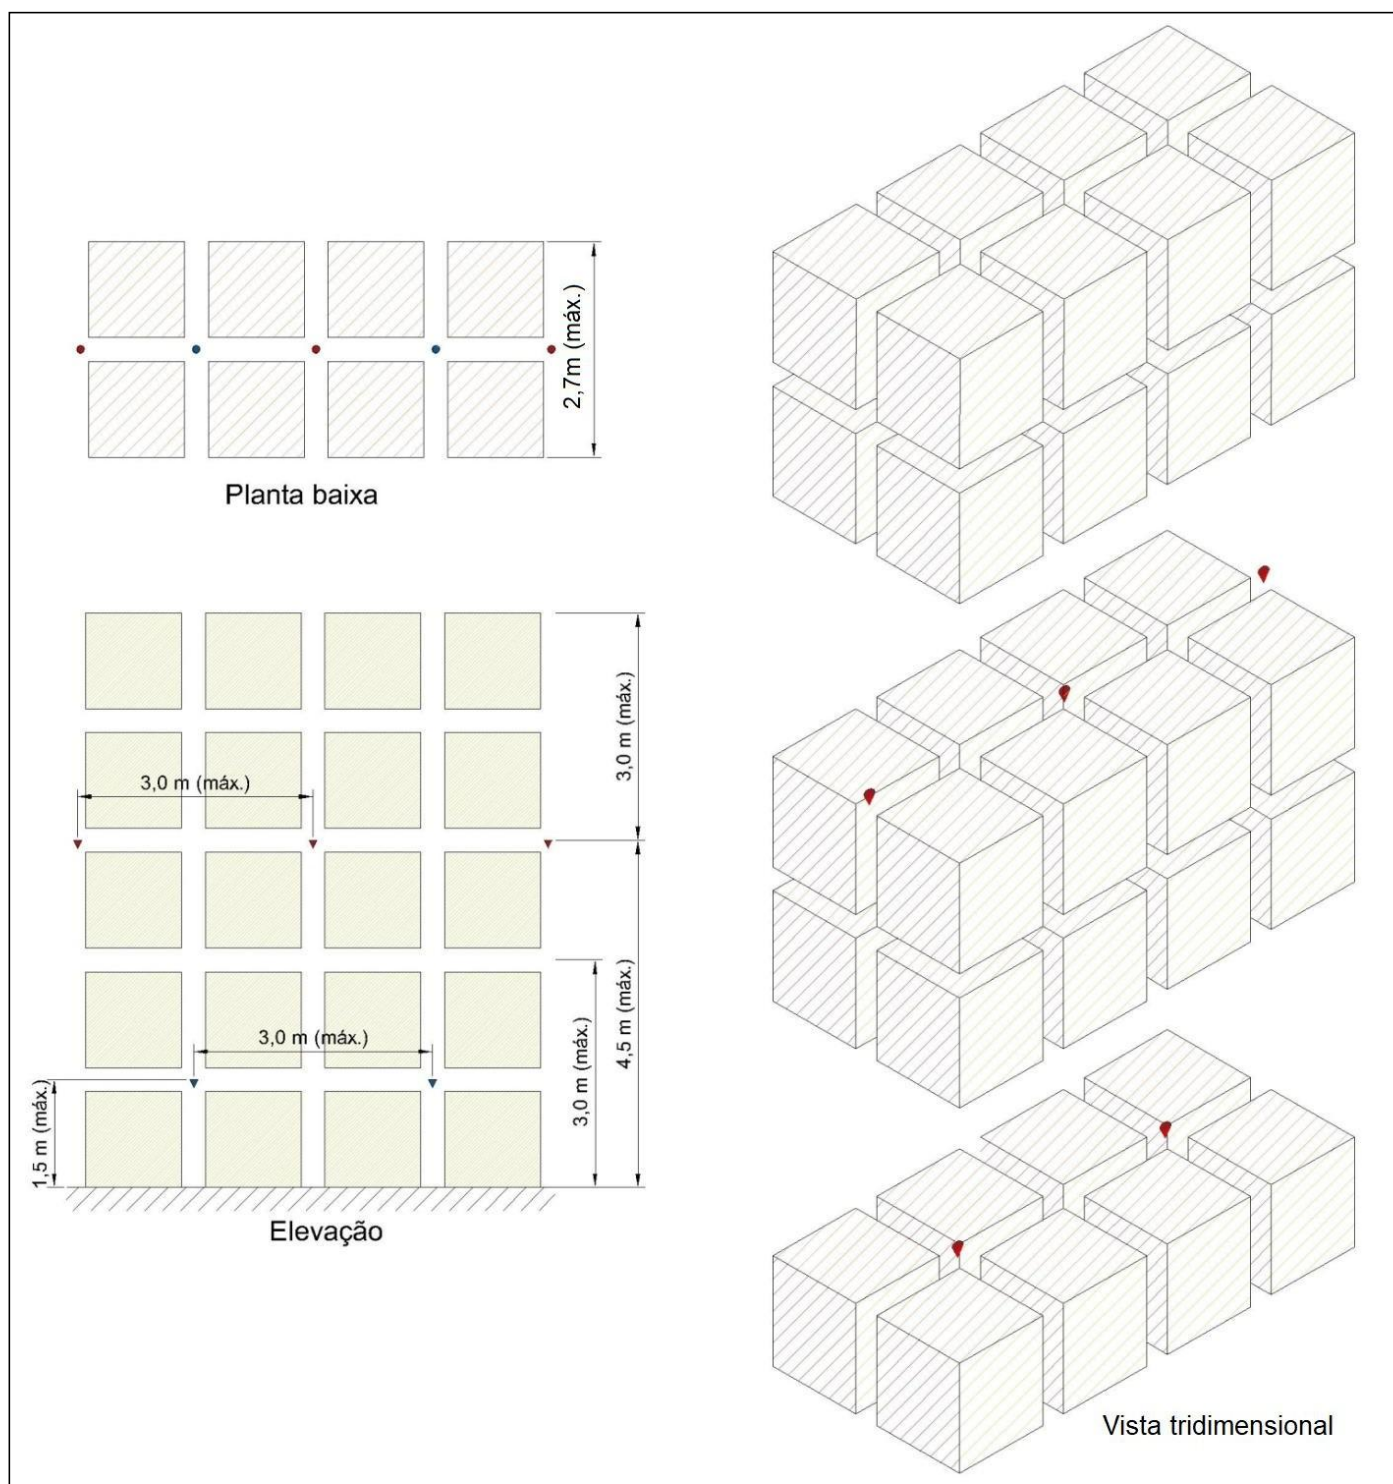 2,7m (máx.)
Planta baixa
3,0 m (máx.)
3,0 m (máx.)
3,0 m (máx.)
4,5 m (máx.)
3,0 m (máx.)
1,5 m (máx.)
Elevação
Vista tridimensional